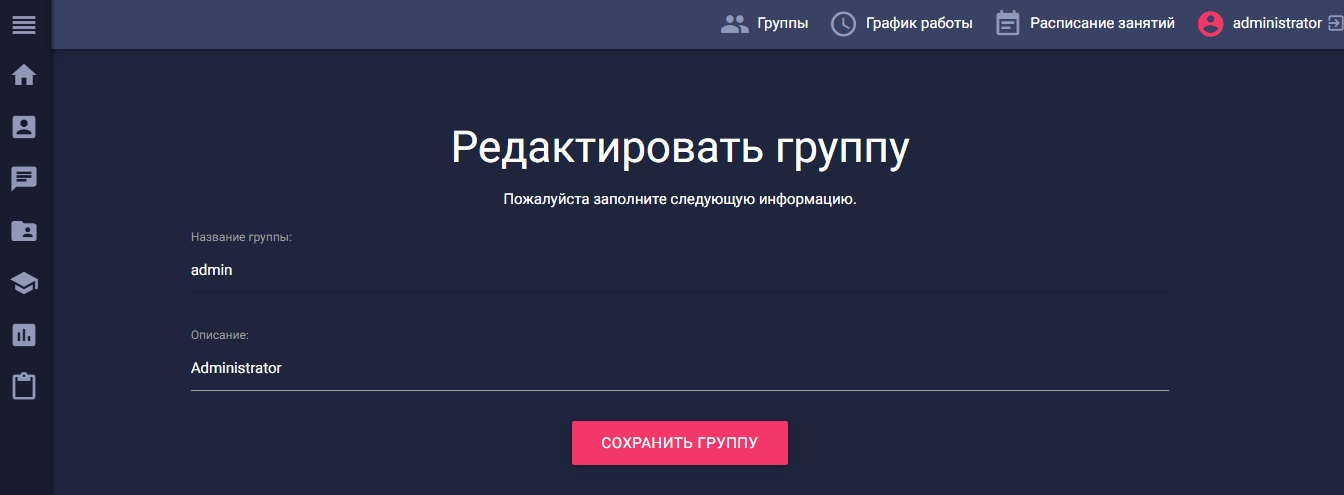 Группы График работы Расписание занятий administrator
Редактировать группу
Пожалуйста заполните следующую информацию.
Название группы:
admin
Описание:
Administrator
СОХРАНИТЬ ГРУППУ